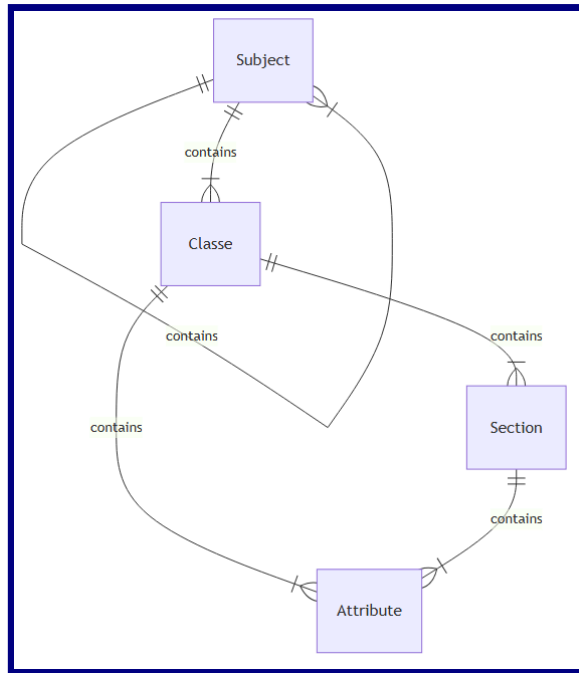 Subject
contains
Classe
contains
contains
contains
Section
contains
Attribute